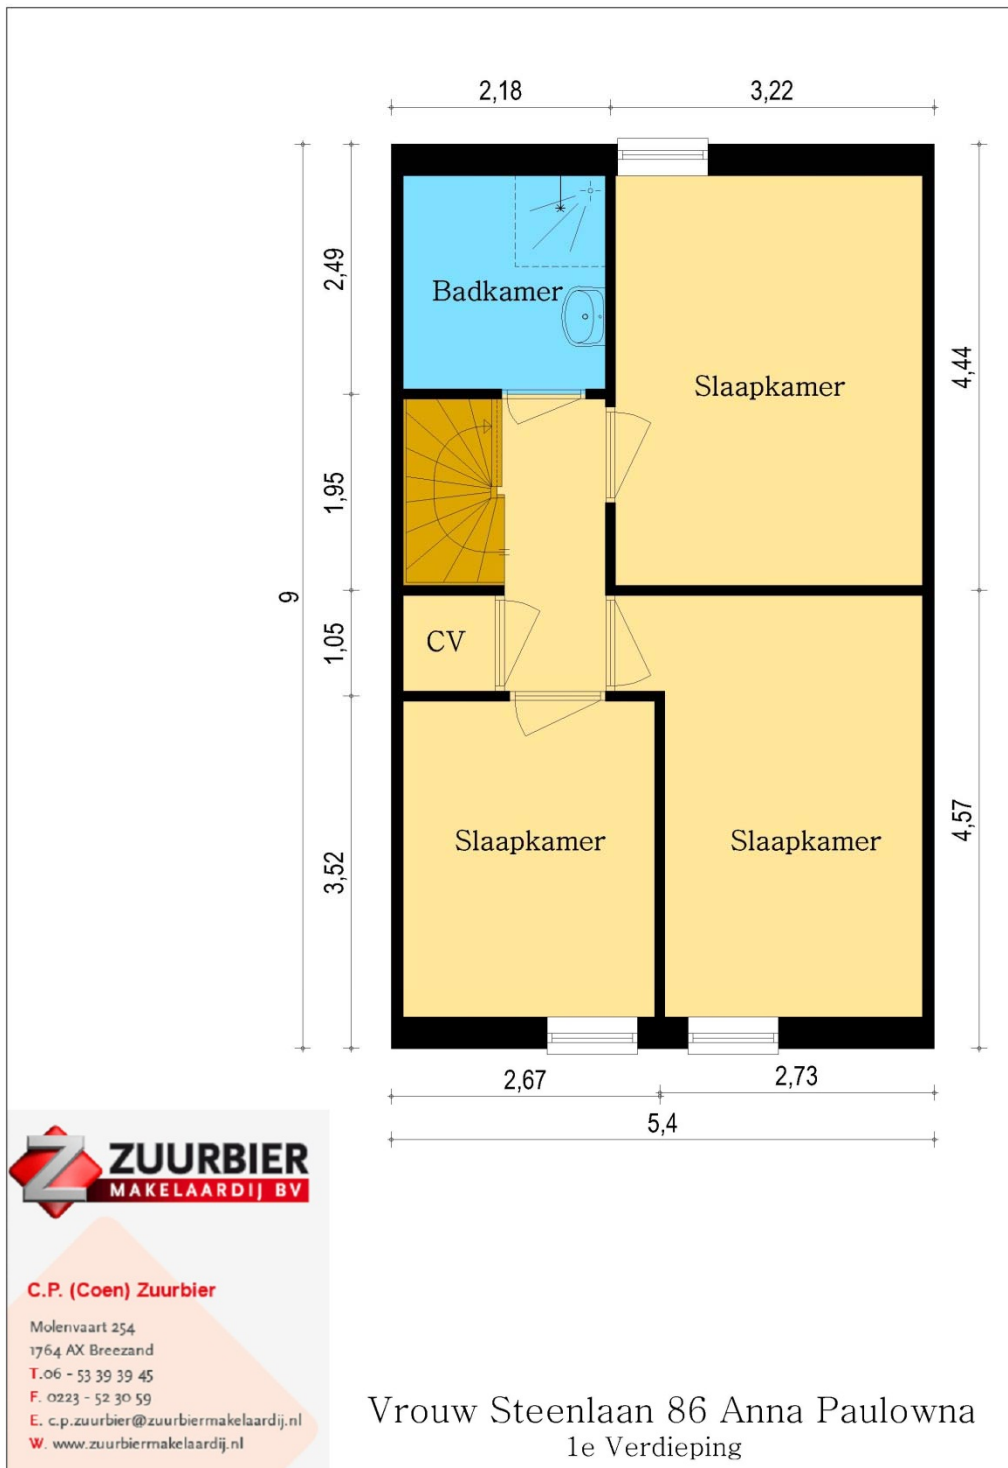 2,18
3,22
2,49
Badkamer
Slaapkamer
4,44
1,95
9
1,05
CV
Slaapkamer
Slaapkamer
3,52
4,57
2,67
2,73
5,4
Z
ZUURBIER
MAKELAARDIJ BV
C.P. (Coen) Zuurbier
Molenvaart 254
1764 AX Breezand
T.06 - 53 39 39 45
F. 0223 - 52 30 59
E. c.p.zuurbier@zuurbiermakelaardij.nl
W. www.zuurbiermakelaardij.nl
Vrouw Steenlaan 86 Anna Paulowna
1e Verdieping